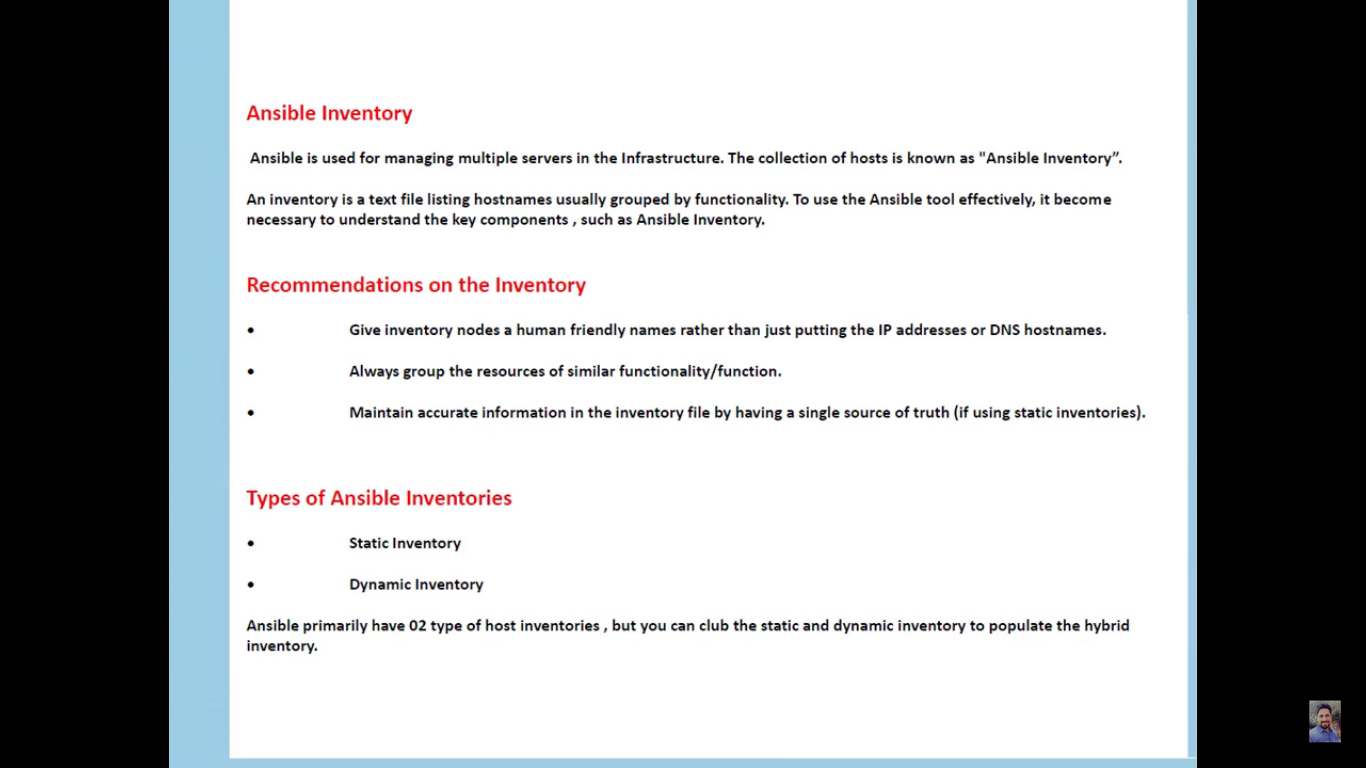 Ansible Inventory
Ansible is used for managing multiple servers in the Infrastructure. The collection of hosts is known as "Ansible Inventory”.
An inventory is a text file listing hostnames usually grouped by functionality. To use the Ansible tool effectively, it become
necessary to understand the key components , such as Ansible Inventory.
Recommendations on the Inventory
• Give inventory nodes a human friendly names rather than just putting the IP addresses or DNS hostnames.
• Always group the resources of similar functionality/function.
• Maintain accurate information in the inventory file by having a single source of truth (if using static inventories).
Types of Ansible Inventories
• Static Inventory
• Dynamic Inventory
Ansible primarily have 02 type of host inventories , but you can club the static and dynamic inventory to populate the hybrid
inventory.